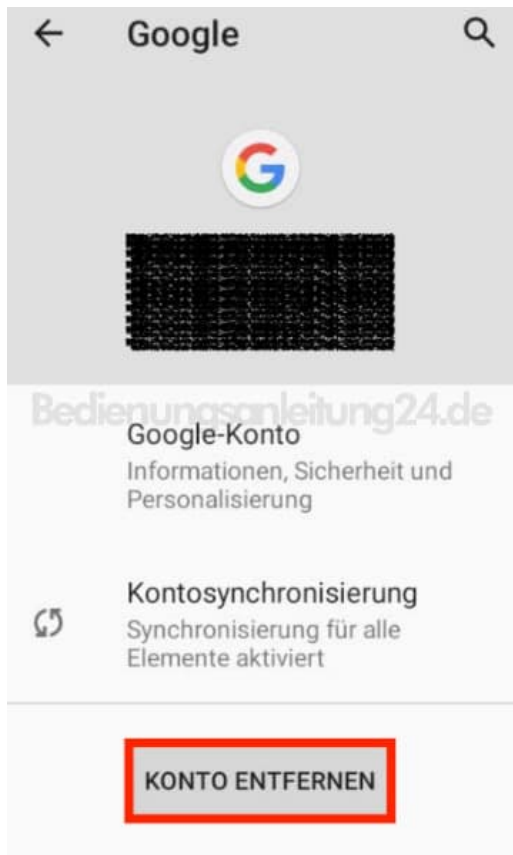 Google
G
Bedienungsanleitung24.de
Google-Konto
Informationen, Sicherheit und
Personalisierung
Kontosynchronisierung
Synchronisierung für alle
Elemente aktiviert
KONTO ENTFERNEN